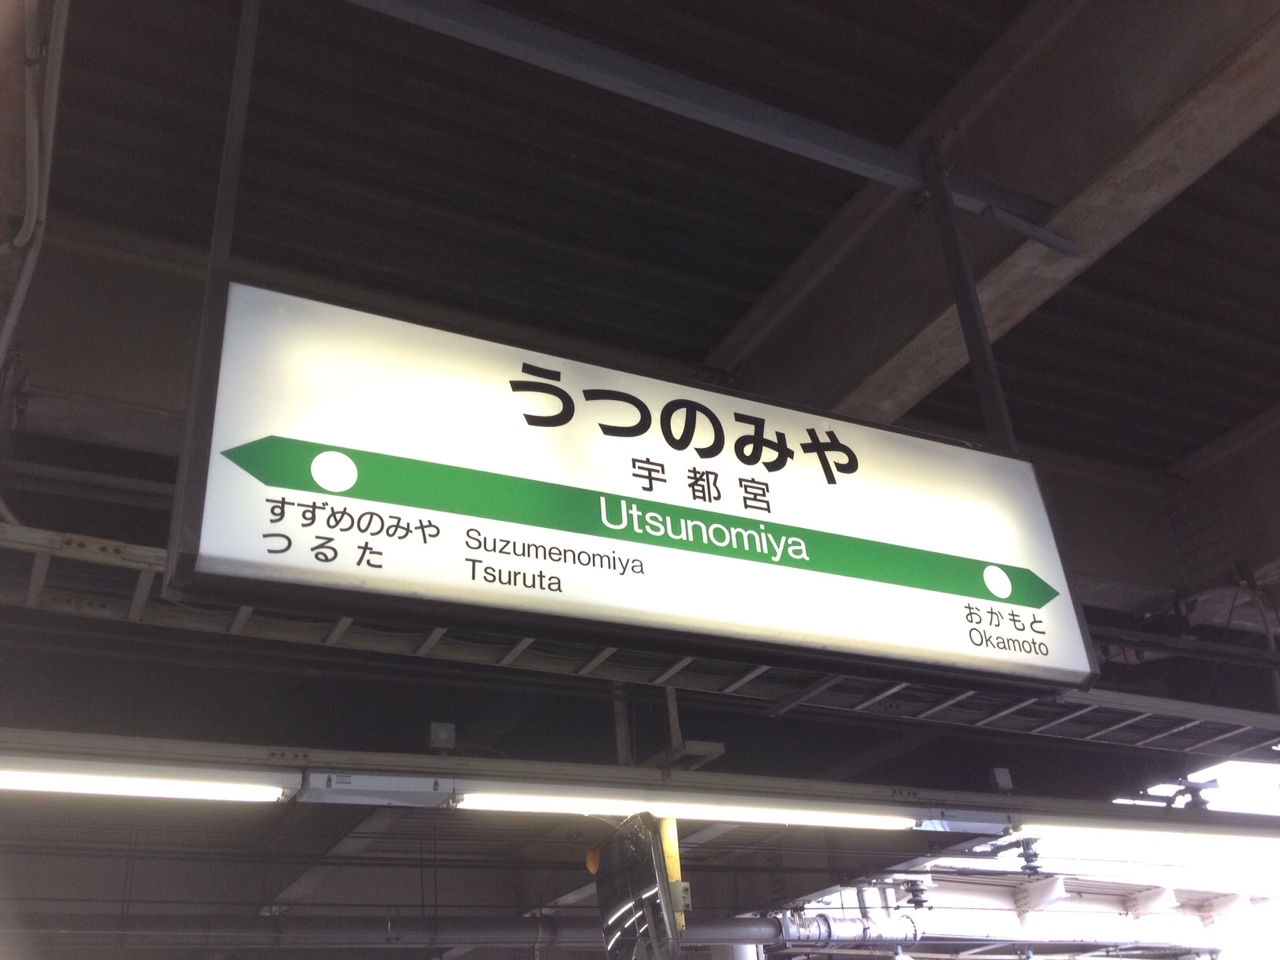 うつのみや
宇都宮
Utsunomiya
すずめのみや Suzumenomiya
つるた Tsuruta
おかもと
Okamoto